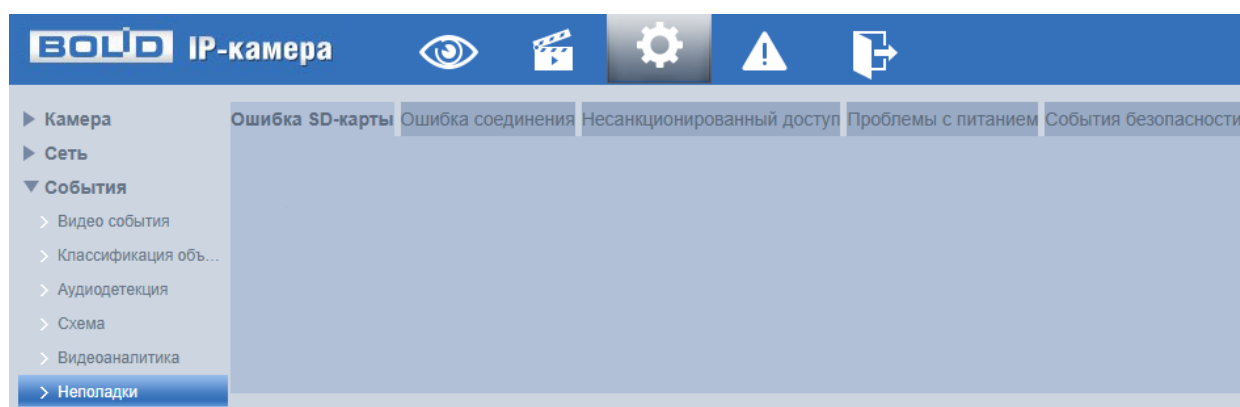 BOLID IP-камера
Камера
Сеть
События
Видео события
Классификация объ...
Аудиодетекция
Схема
Видеоаналитика
Неполадки
Ошибка SD-карты Ошибка соединения Несанкционированный доступ Проблемы с питанием События безопасности